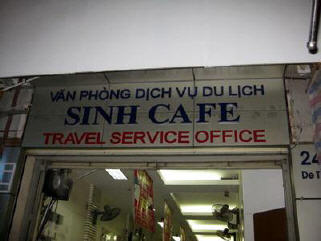 VĂN PHÒNG DỊCH VỤ DU LỊCH
SINH CAFE
TRAVEL SERVICE OFFICE
24